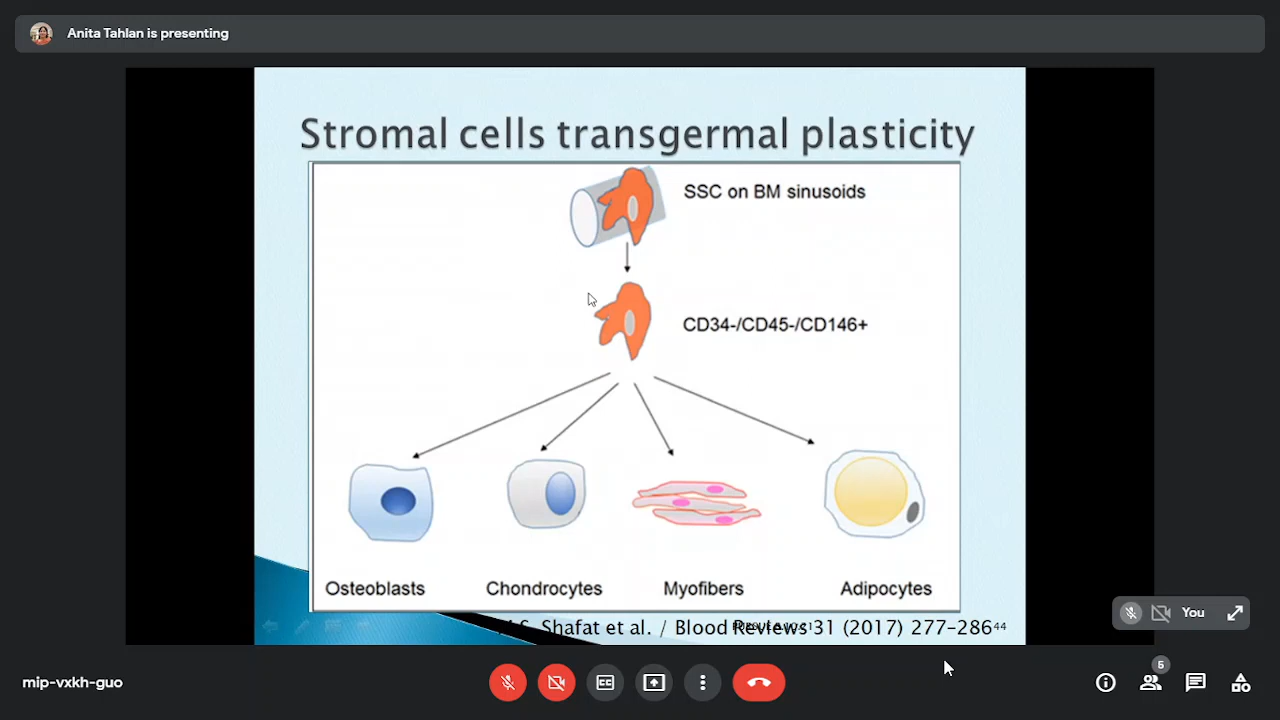 Anita Tahlan is presenting
Stromal cells transgermal plasticity
SSC on BM sinusoids
CD34-/CD45-/CD146+
Osteoblasts Chondrocytes Myofibers Adipocytes
You
S. Shafat et al. / Blood Reviews 31 (2017) 277–286
44
mip-vxkh-guo
CC
5